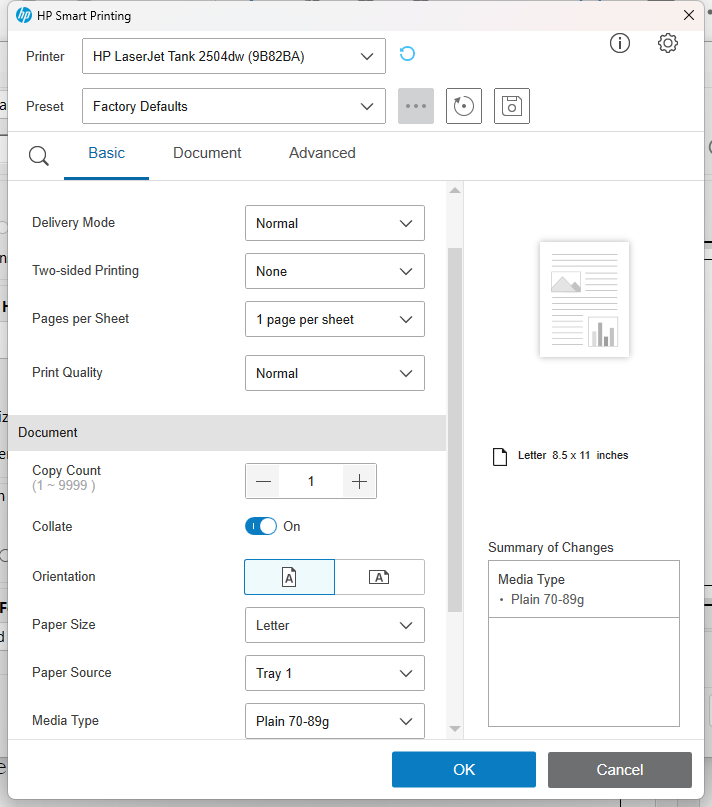 hp HP Smart Printing
Printer HP LaserJet Tank 2504dw (9B82BA)
Preset Factory Defaults
Basic Document Advanced
Delivery Mode Normal
Two-sided Printing None
Pages per Sheet 1 page per sheet
Print Quality Normal
Document
Copy Count
(1 ~ 9999 )
1
Collate On
Orientation A A
Paper Size Letter
Paper Source Tray 1
Media Type Plain 70-89g
Letter 8.5 x 11 inches
Summary of Changes
Media Type
• Plain 70-89g
OK Cancel